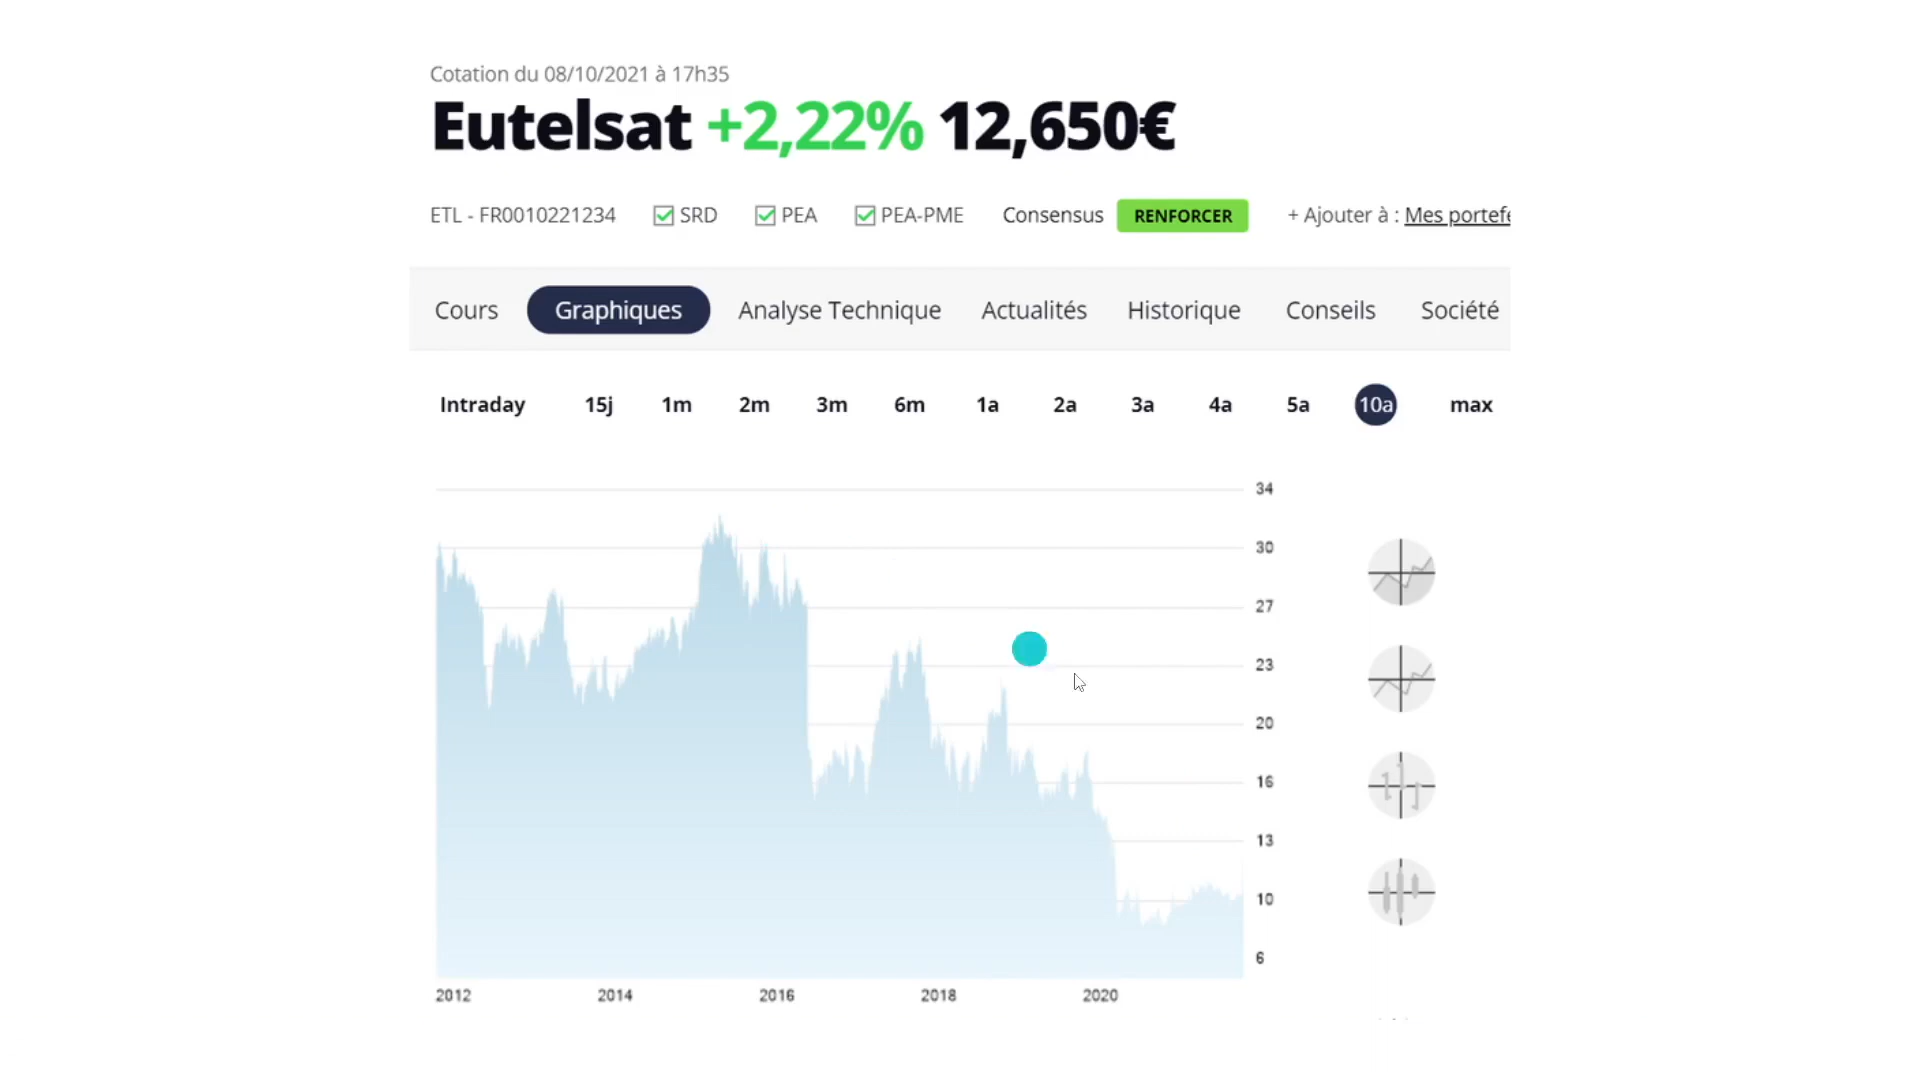 Cotation du 08/10/2021 à 17h35
Eutelsat +2,22% 12,650€
ETL - FR0010221234 SRD PEA PEA-PME Consensus RENFORCER + Ajouter à : Mes portefe
Cours Graphiques Analyse Technique Actualités Historique Conseils Société
Intraday 15j 1m 2m 3m 6m 1a 2a 3a 4a 5a 10a max
34
30
27
23
20
16
13
10
6
2012 2014 2016 2018 2020